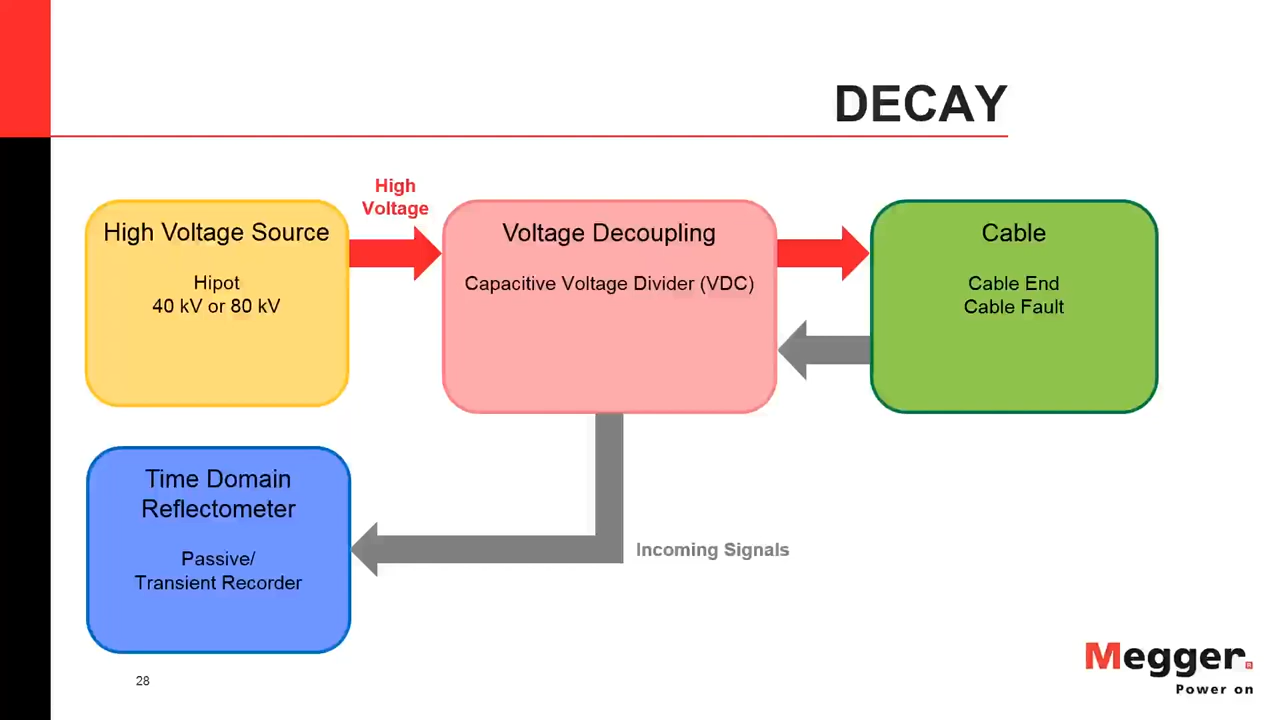 DECAY
High
Voltage
High Voltage Source
Hipot
40 kV or 80 kV
Voltage Decoupling
Capacitive Voltage Divider (VDC)
Cable
Cable End
Cable Fault
Time Domain
Reflectometer
Passive/
Transient Recorder
Incoming Signals
28
Megger
Power on